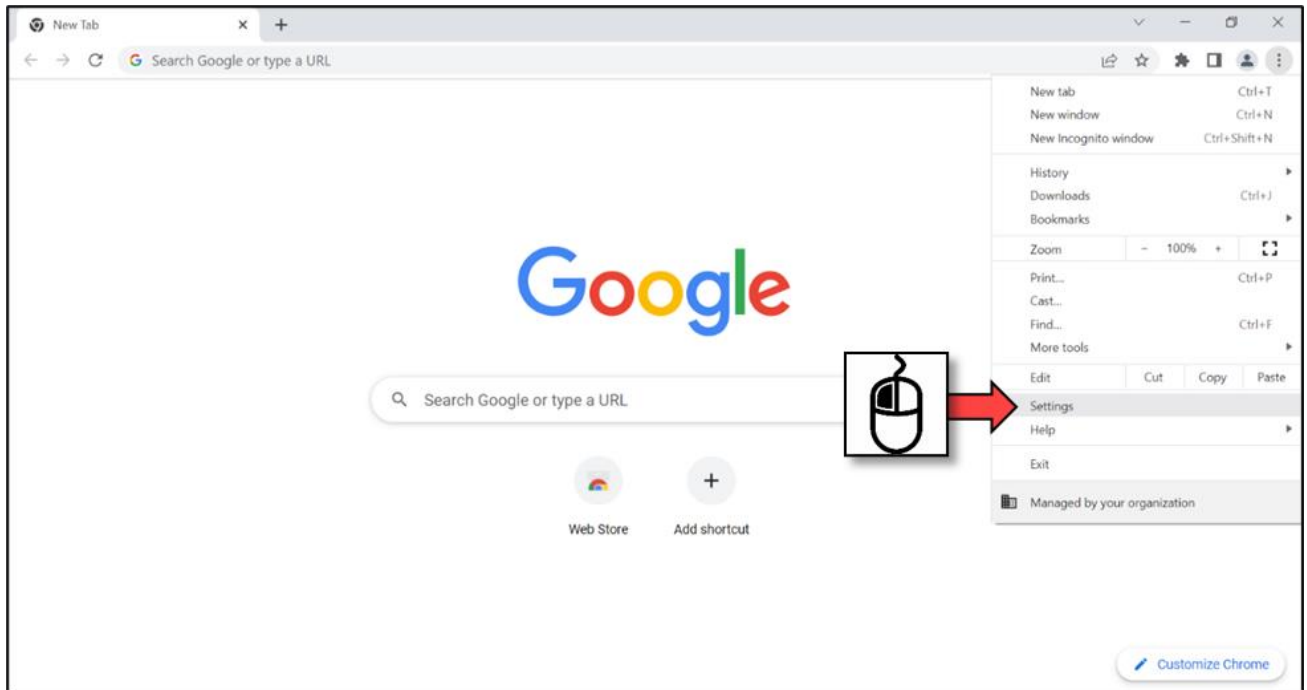 New Tab
Search Google or type a URL
New tab Ctrl+T
New window Ctrl+N
New Incognito window Ctrl+Shift+N
History
Downloads Ctrl+J
Bookmarks
Zoom - 100% +
Print... Ctrl+P
Cast...
Find... Ctrl+F
More tools
Edit Cut Copy Paste
Settings
Help
Exit
Managed by your organization
Google
Search Google or type a URL
Web Store Add shortcut
Customize Chrome